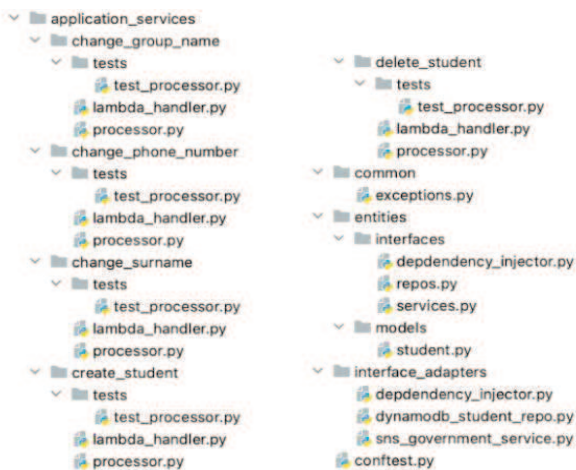 application_services
change_group_name
tests
test_processor.py
lambda_handler.py
processor.py
change_phone_number
tests
test_processor.py
lambda_handler.py
processor.py
change_surname
tests
test_processor.py
lambda_handler.py
processor.py
create_student
tests
test_processor.py
lambda_handler.py
processor.py
delete_student
tests
test_processor.py
lambda_handler.py
processor.py
common
exceptions.py
entities
interfaces
depdendency_injector.py
repos.py
services.py
models
student.py
interface_adapters
depdendency_injector.py
dynamodb_student_repo.py
sns_government_service.py
conftest.py